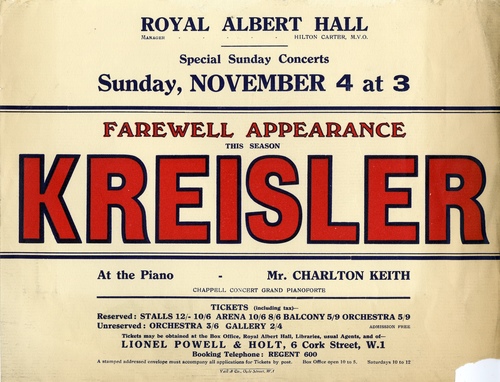 ROYAL ALBERT HALL
MANAGER - - - - - HILTON CARTER, M.V.O.
Special Sunday Concerts
Sunday, NOVEMBER 4 at 3
FAREWELL APPEARANCE
THIS SEASON
KREISLER
At the Piano - Mr. CHARLTON KEITH
CHAPPELL CONCERT GRAND PIANOFORTE
TICKETS (including tax)—
Reserved: STALLS 12/- 10/6 ARENA 10/6 8/6 BALCONY 5/9 ORCHESTRA 5/9
Unreserved: ORCHESTRA 3/6 GALLERY 2/4 ADMISSION FREE
Tickets may be obtained at the Box Office, Royal Albert Hall, Libraries, usual Agents, and of—
LIONEL POWELL & HOLT, 6 Cork Street, W.1
Booking Telephone: REGENT 600
A stamped addressed envelope must accompany all applications for Tickets by post. Box Office open 10 to 5. Saturdays 10 to 12